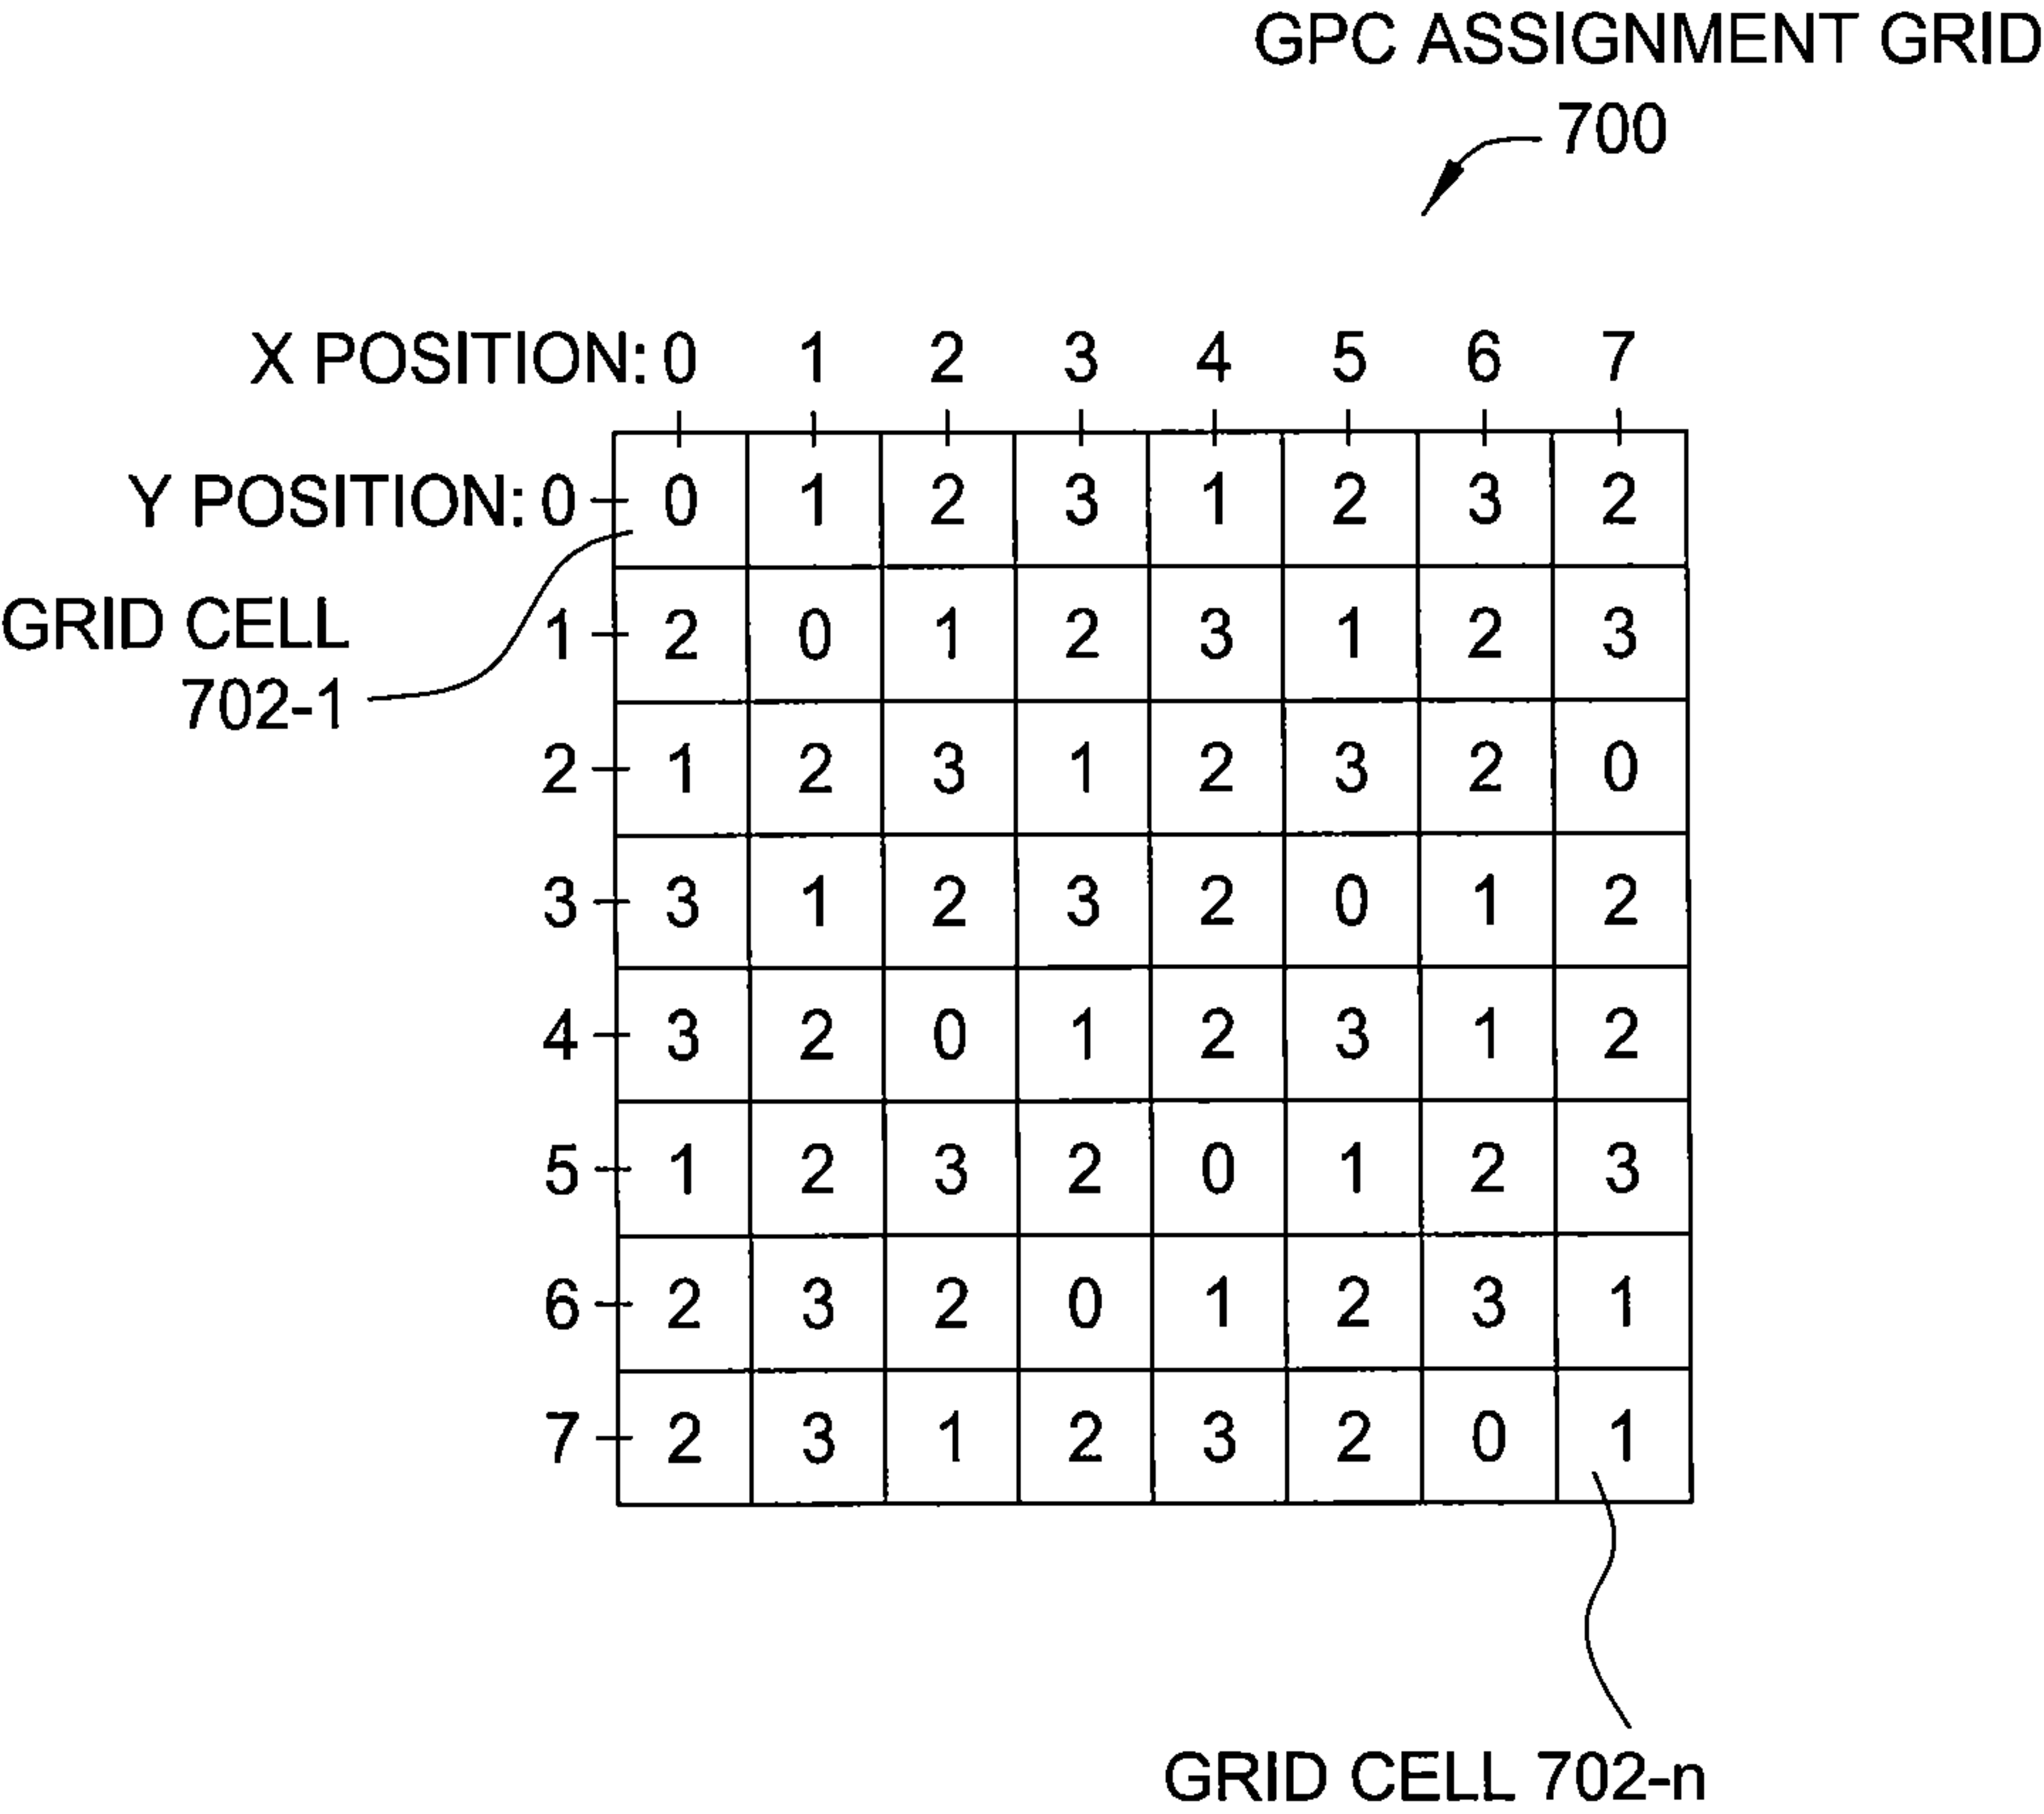 GPC ASSIGNMENT GRID
700
X POSITION: 0 1 2 3 4 5 6 7
Y POSITION: 0 0 1 2 3 1 2 3 2
GRID CELL
702-1
1 2 0 1 2 3 1 2 3
2 1 2 3 1 2 3 2 0
3 3 1 2 3 2 0 1 2
4 3 2 0 1 2 3 1 2
5 1 2 3 2 0 1 2 3
6 2 3 2 0 1 2 3 1
7 2 3 1 2 3 2 0 1
GRID CELL 702-n